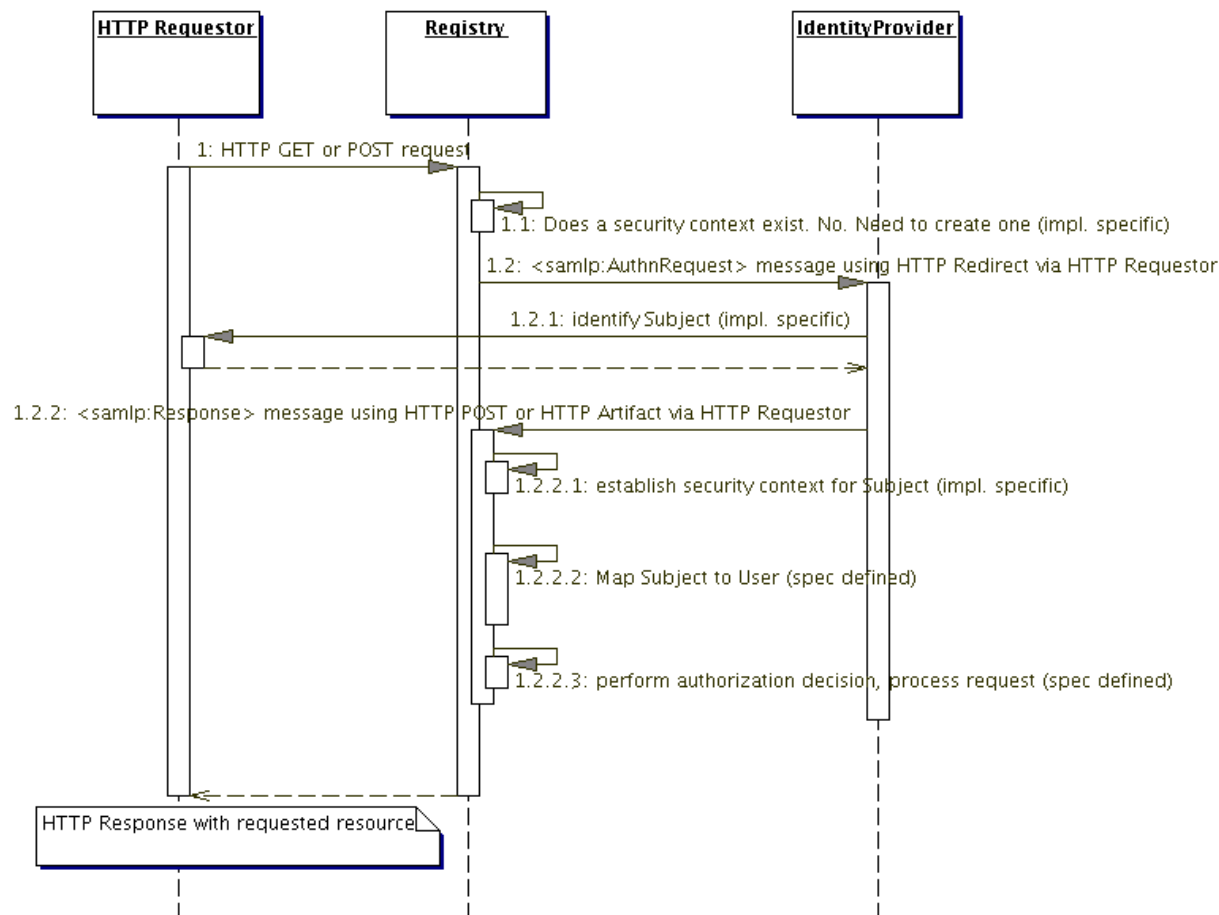 HTTP Requestor
Registry
IdentityProvider
1: HTTP GET or POST request
1.1: Does a security context exist. No. Need to create one (impl. specific)
1.2: <samlp:AuthnRequest> message using HTTP Redirect via HTTP Requestor
1.2.1: identify Subject (impl. specific)
1.2.2: <samlp:Response> message using HTTP POST or HTTP Artifact via HTTP Requestor
1.2.2.1: establish security context for Subject (impl. specific)
1.2.2.2: Map Subject to User (spec defined)
1.2.2.3: perform authorization decision, process request (spec defined)
HTTP Response with requested resource